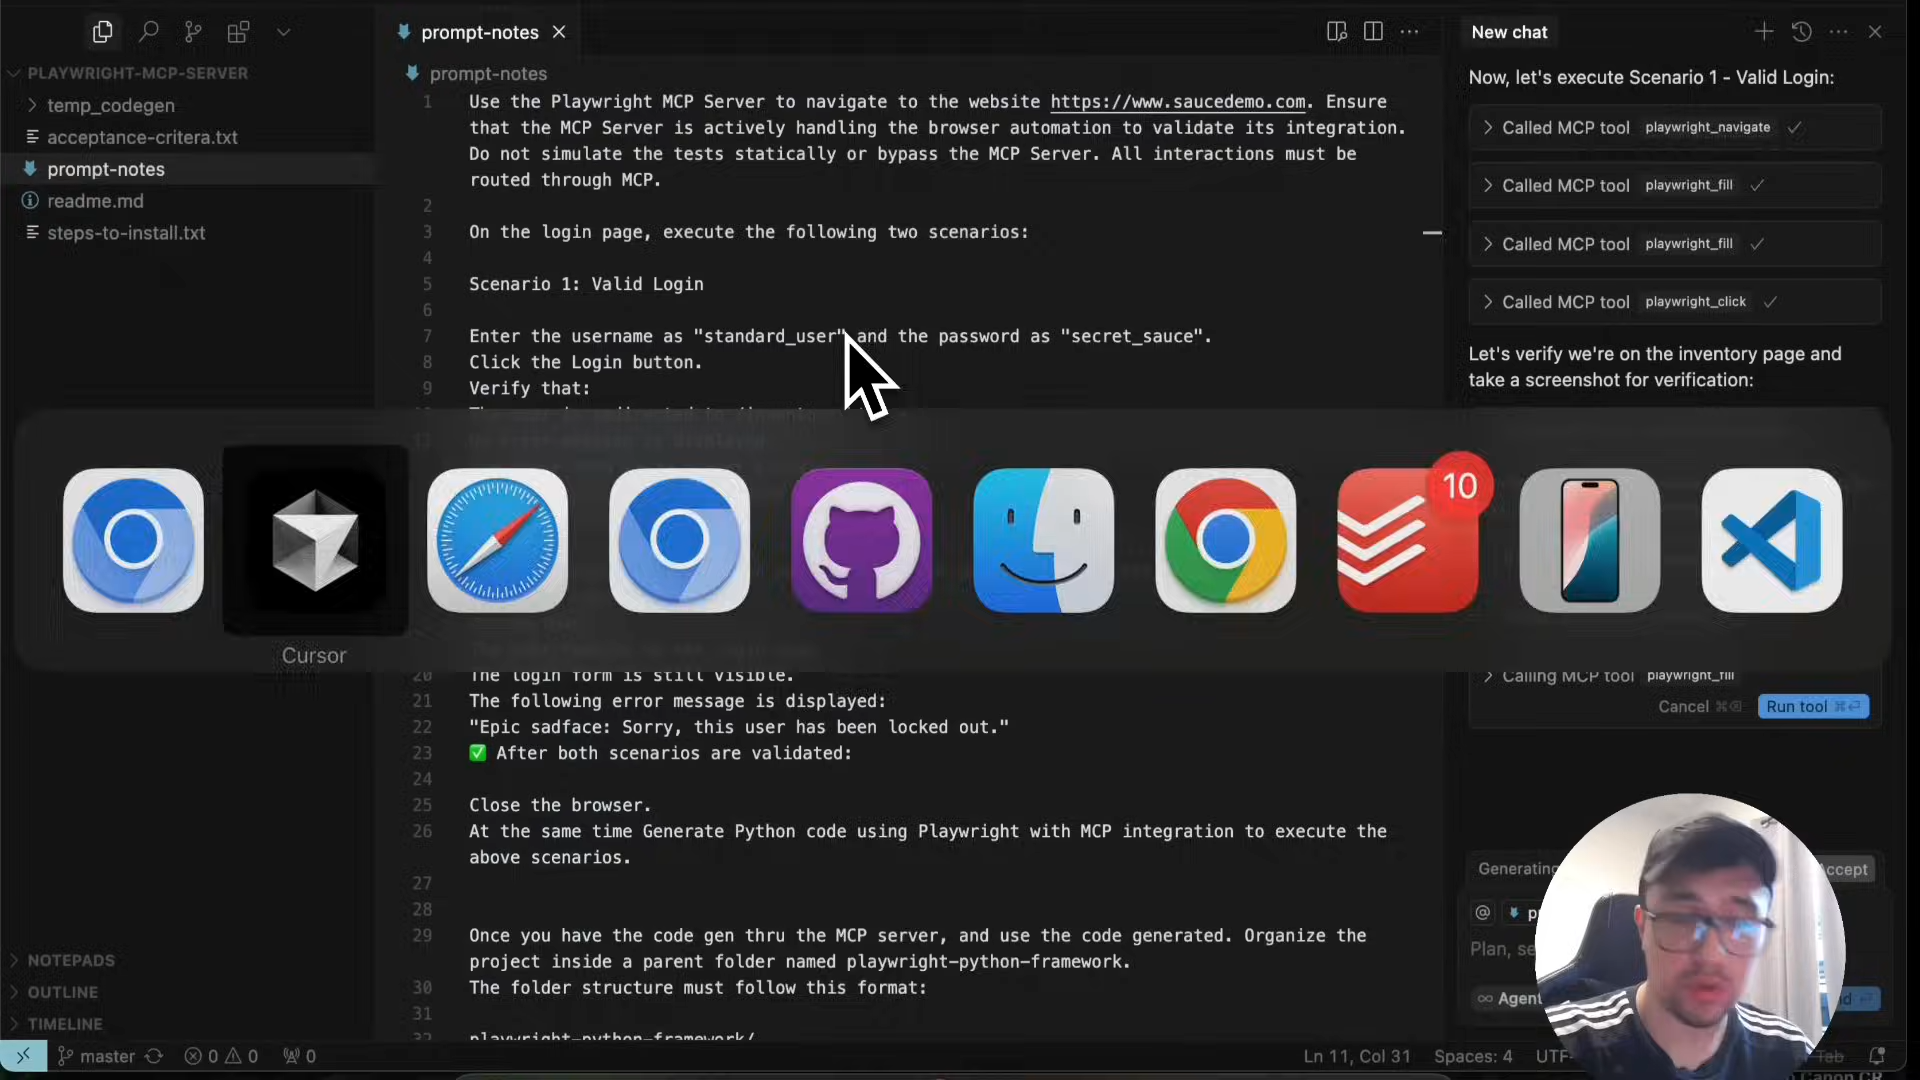 prompt-notes
New chat
PLAYWRIGHT-MCP-SERVER
temp_codegen
acceptance-critera.txt
prompt-notes
readme.md
steps-to-install.txt
NOTEPADS
OUTLINE
TIMELINE
prompt-notes
1 Use the Playwright MCP Server to navigate to the website https://www.saucedemo.com. Ensure
that the MCP Server is actively handling the browser automation to validate its integration.
Do not simulate the tests statically or bypass the MCP Server. All interactions must be
routed through MCP.
2
3 On the login page, execute the following two scenarios:
4
5 Scenario 1: Valid Login
6
7 Enter the username as "standard_user" and the password as "secret_sauce".
8 Click the Login button.
9 Verify that:
Cursor
20 The login form is still visible.
21 The following error message is displayed:
22 "Epic sadface: Sorry, this user has been locked out."
23 ✅ After both scenarios are validated:
24
25 Close the browser.
26 At the same time Generate Python code using Playwright with MCP integration to execute the
above scenarios.
27
28
29 Once you have the code gen thru the MCP server, and use the code generated. Organize the
project inside a parent folder named playwright-python-framework.
30 The folder structure must follow this format:
31
32 playwright-python-framework/
Now, let's execute Scenario 1 - Valid Login:
Called MCP tool playwright_navigate
Called MCP tool playwright_fill
Called MCP tool playwright_fill
Called MCP tool playwright_click
Let's verify we're on the inventory page and
take a screenshot for verification:
10
Calling MCP tool playwright_fill
Cancel Run tool
Generating
Accept
@
Plan,
Agent
master 0 0 0
Ln 11, Col 31 Spaces: 4 UTF- Tab